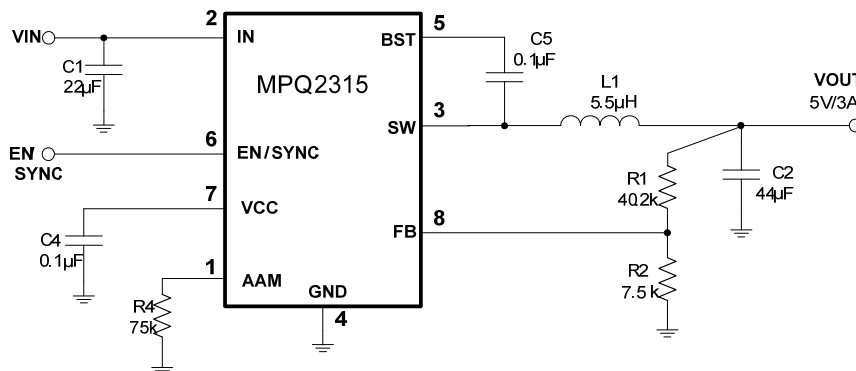 2
5
VIN
IN
BST
C5
0.1µF
C1
22µF
MPQ2315
L1
5.5µH
VOUT
5V/3A
3
SW
6
EN/
SYNC
EN/SYNC
R1
40.2k
C2
44µF
7
VCC
8
FB
C4
0.1µF
1
AAM
R2
7.5k
R4
75k
GND
4